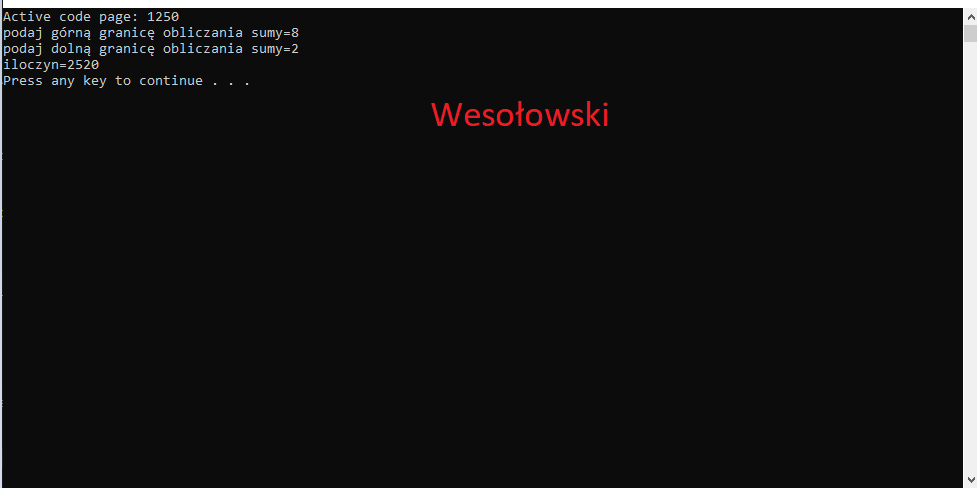 Active code page: 1250
podaj górną granicę obliczania sumy=8
podaj dolną granicę obliczania sumy=2
iloczyn=2520
Press any key to continue . . .
Wesołowski